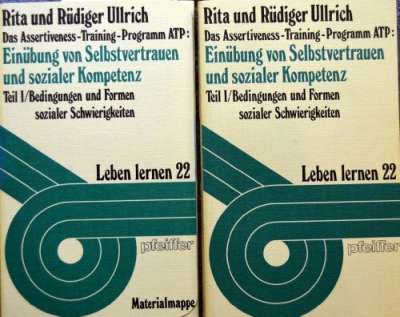 Rita und Rüdiger Ullrich
Das Assertiveness-Training-Programm ATP:
Einübung von Selbstvertrauen
und sozialer Kompetenz
Teil I/Bedingungen und Formen
sozialer Schwierigkeiten
Leben lernen 22
pfeiffer
Materialmappe
Rita und Rüdiger Ullrich
Das Assertiveness-Training-Programm ATP:
Einübung von Selbstvertrauen
und sozialer Kompetenz
Teil I/Bedingungen und Formen
sozialer Schwierigkeiten
Leben lernen 22
pfeiffer